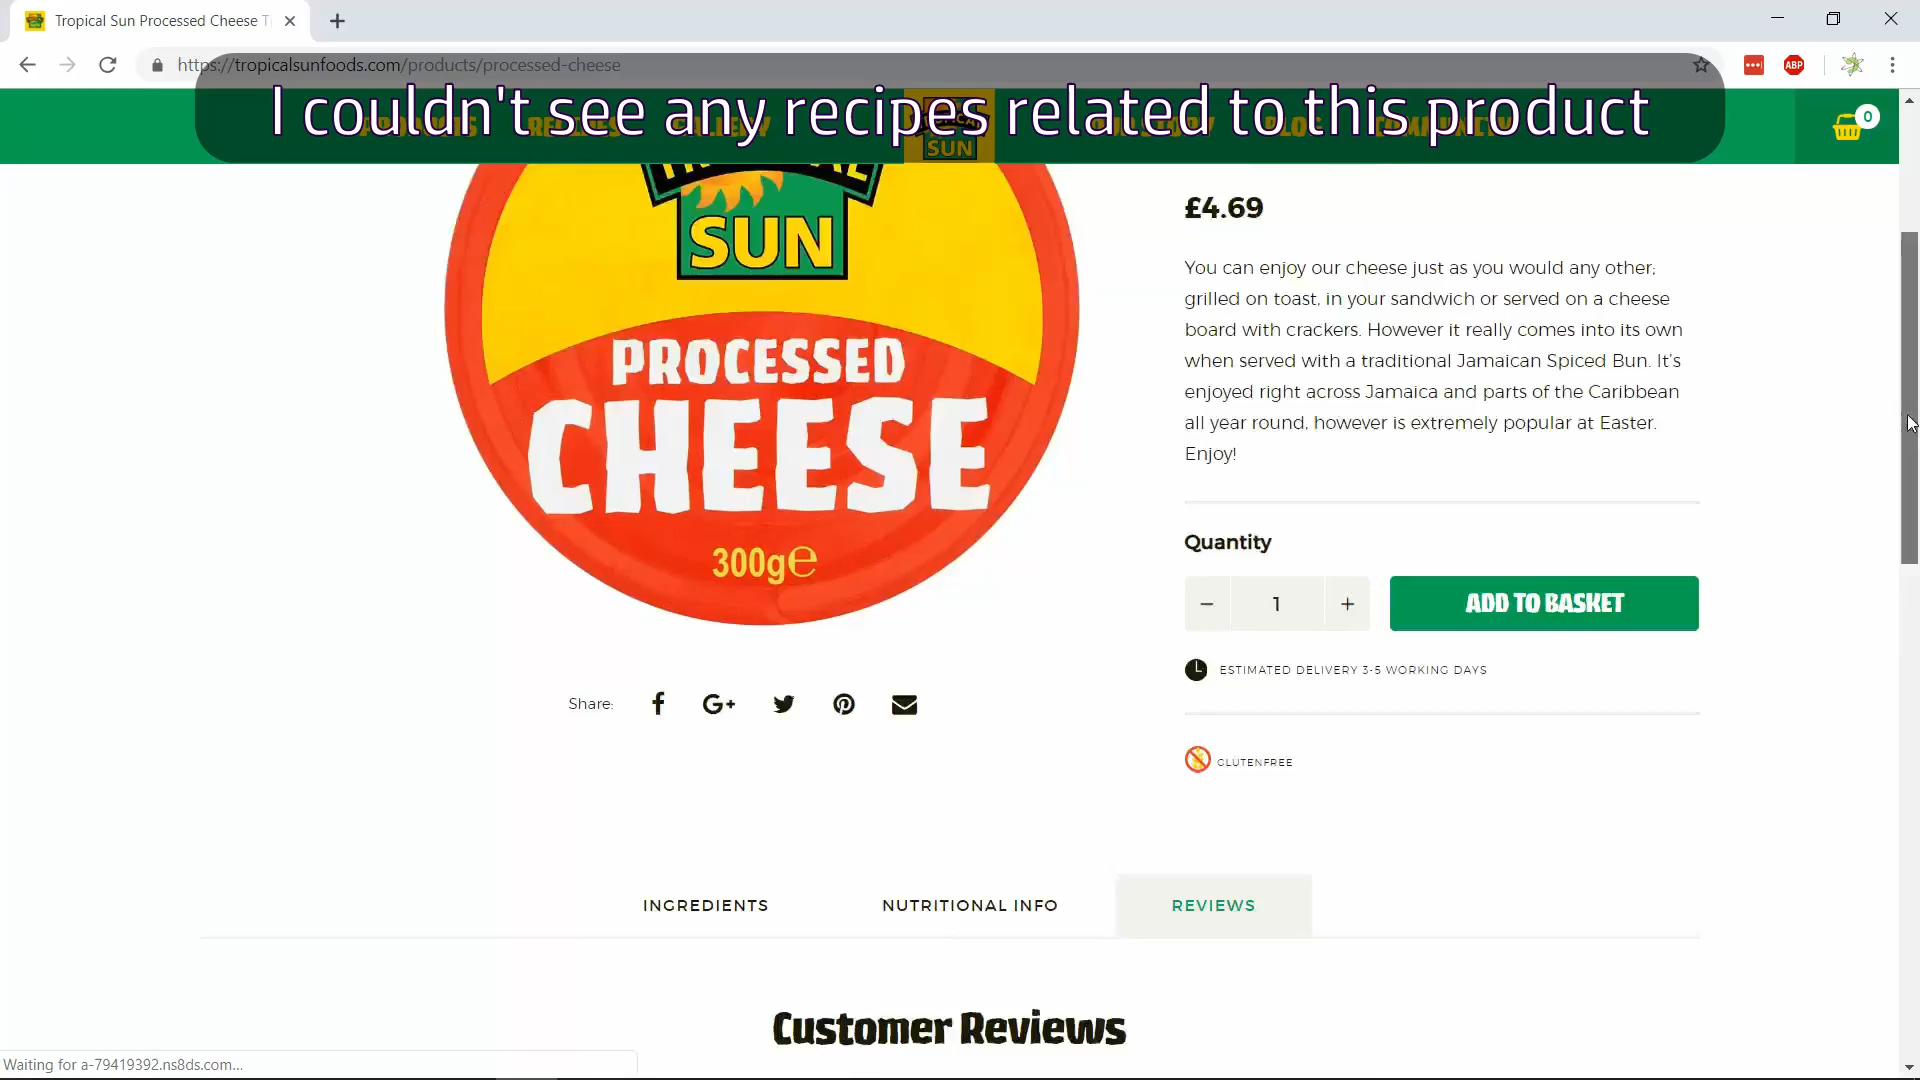 Tropical Sun Processed Cheese T
https://tropicalsunfoods.com/products/processed-cheese
ABP
I couldn't see any recipes related to this product
SUN
0
SUN
PROCESSED
CHEESE
300g℮
£4.69
You can enjoy our cheese just as you would any other;
grilled on toast, in your sandwich or served on a cheese
board with crackers. However it really comes into its own
when served with a traditional Jamaican Spiced Bun. It's
enjoyed right across Jamaica and parts of the Caribbean
all year round, however is extremely popular at Easter.
Enjoy!
Quantity
− 1 +
ADD TO BASKET
ESTIMATED DELIVERY 3-5 WORKING DAYS
GLUTENFREE
Share:
G+
INGREDIENTS
NUTRITIONAL INFO
REVIEWS
Customer Reviews
Waiting for a-79419392.ns8ds.com...